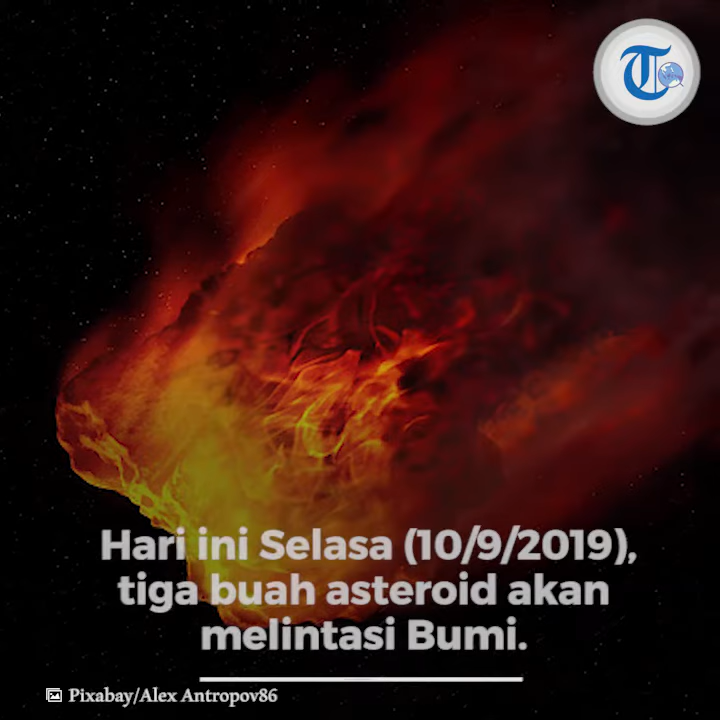 T
Hari ini Selasa (10/9/2019),
tiga buah asteroid akan
melintasi Bumi.
Pixabay/Alex Antropov86